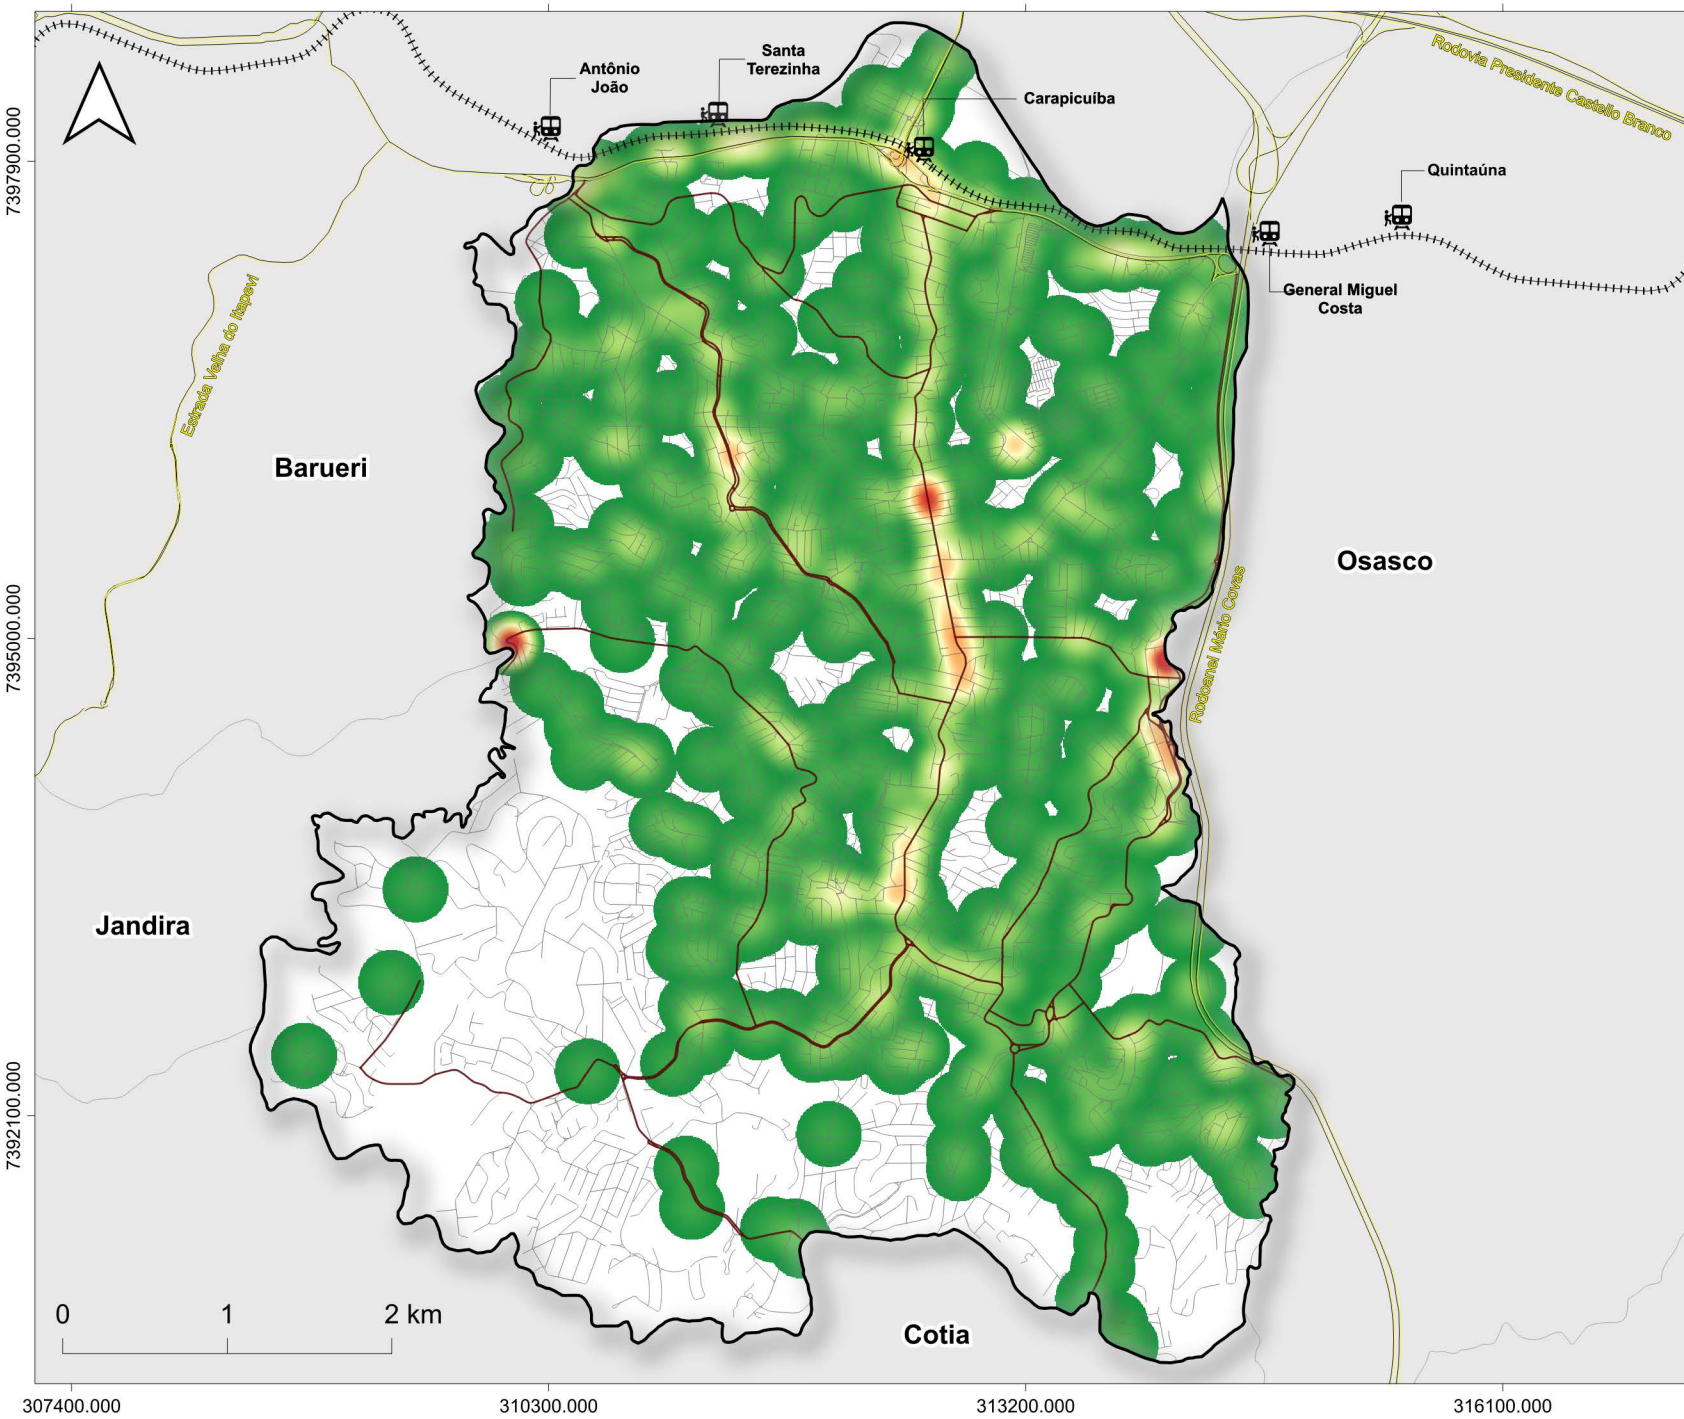 Rodovia Presidente Castello Branco
Santa
Terezinha
Antônio
João
Carapicuíba
Quintaúna
General Miguel
Costa
Estrada Velha do Itapevi
Barueri
Osasco
Rodoanel Mário Covas
Jandira
Cotia
0 1 2 km
7397900.000
7395000.000
7392100.000
307400.000 310300.000 313200.000 316100.000